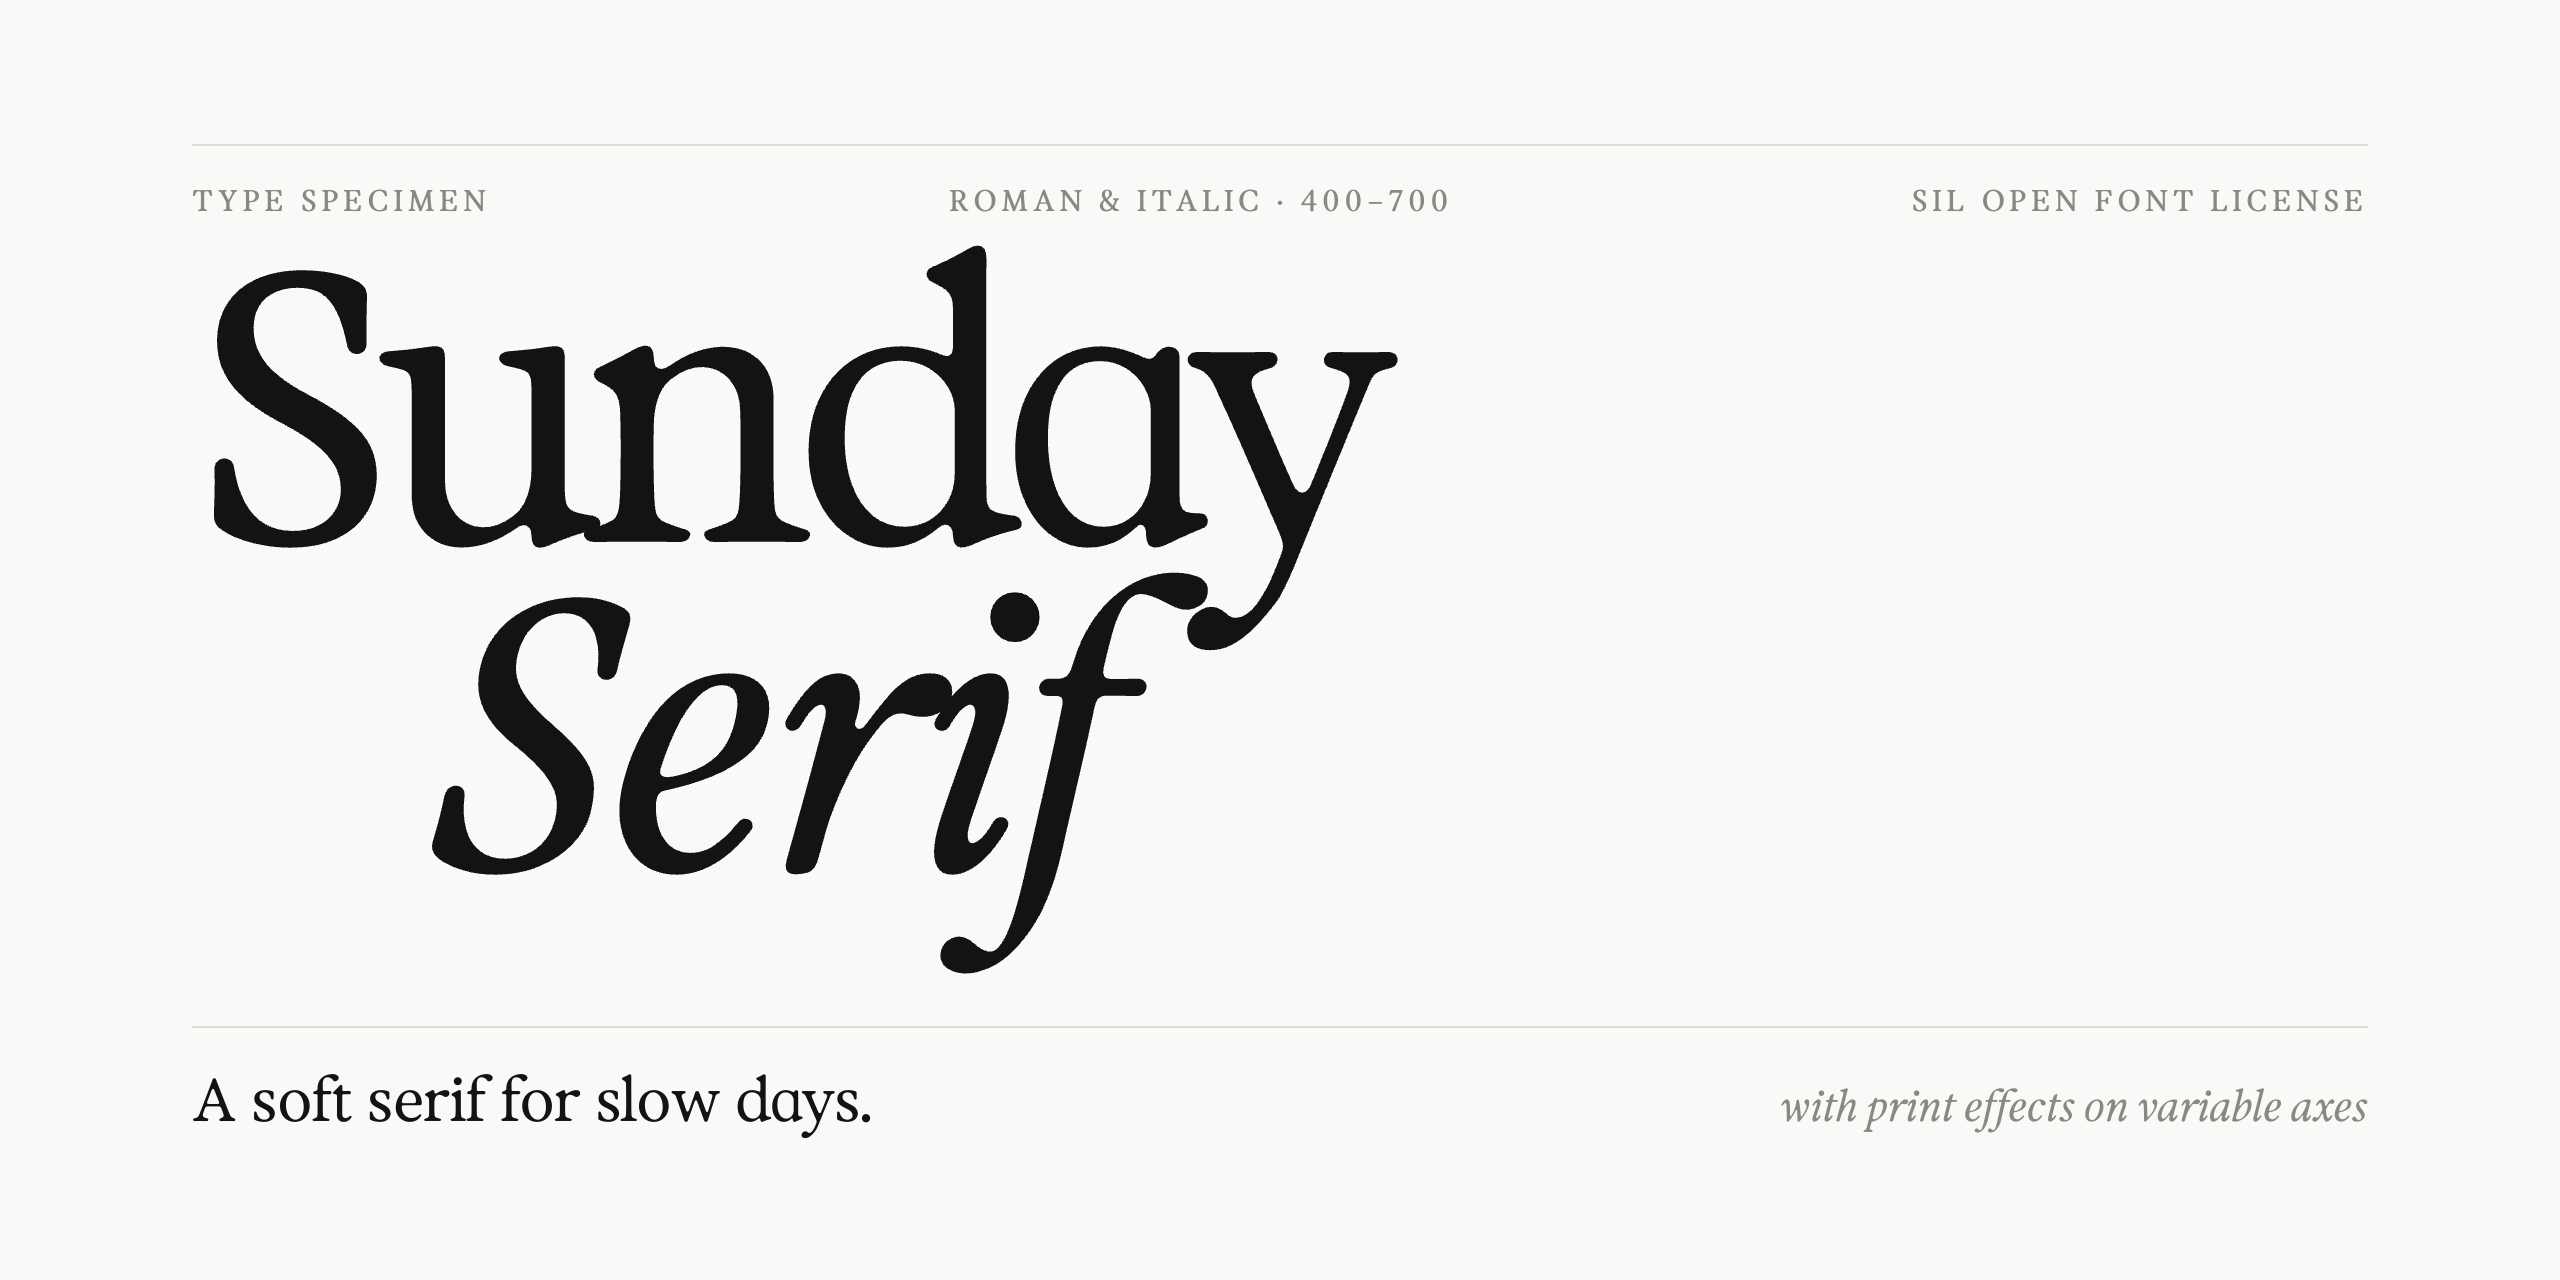 TYPE SPECIMEN
ROMAN & ITALIC · 400–700
SIL OPEN FONT LICENSE
Sunday
Serif
A soft serif for slow days.
with print effects on variable axes